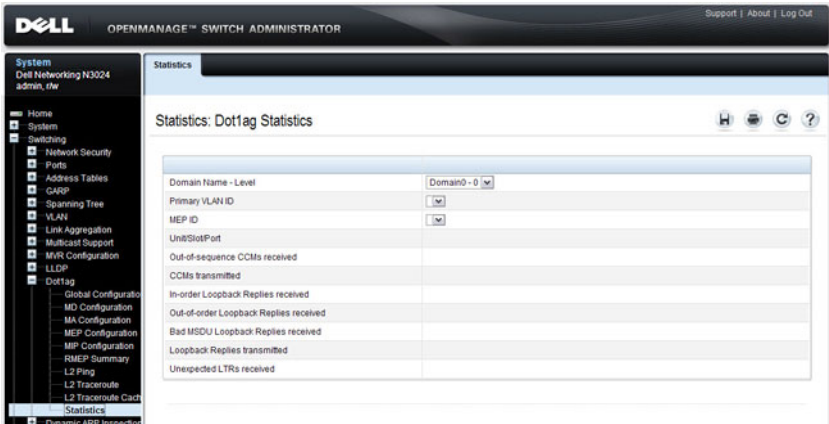 Support | About | Log Out
DELL OPENMANAGE™ SWITCH ADMINISTRATOR
System
Dell Networking N3024
admin, r/w
Statistics
Home
System
Switching
Network Security
Ports
Address Tables
GARP
Spanning Tree
VLAN
Link Aggregation
Multicast Support
MVR Configuration
LLDP
Dot1ag
Global Configuratio
MD Configuration
MA Configuration
MEP Configuration
MIP Configuration
RMEP Summary
L2 Ping
L2 Traceroute
L2 Traceroute Cach
Statistics
Dynamic ARP Inspection
Statistics: Dot1ag Statistics
Domain Name - Level Domain0 - 0
Primary VLAN ID
MEP ID
Unit/Slot/Port
Out-of-sequence CCMs received
CCMs transmitted
In-order Loopback Replies received
Out-of-order Loopback Replies received
Bad MSDU Loopback Replies received
Loopback Replies transmitted
Unexpected LTRs received